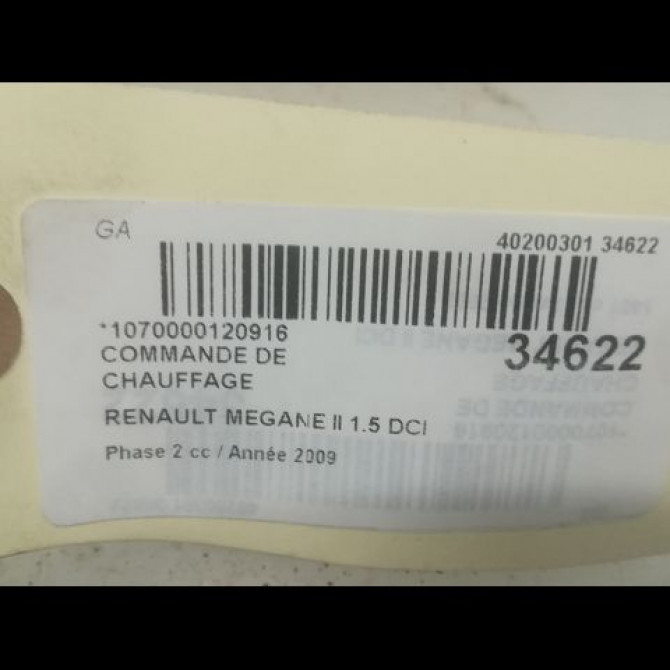 GA
40200301 34622
*1070000120916
34622
COMMANDE DE
CHAUFFAGE
RENAULT MEGANE II 1.5 DCI
Phase 2 cc / Année 2009